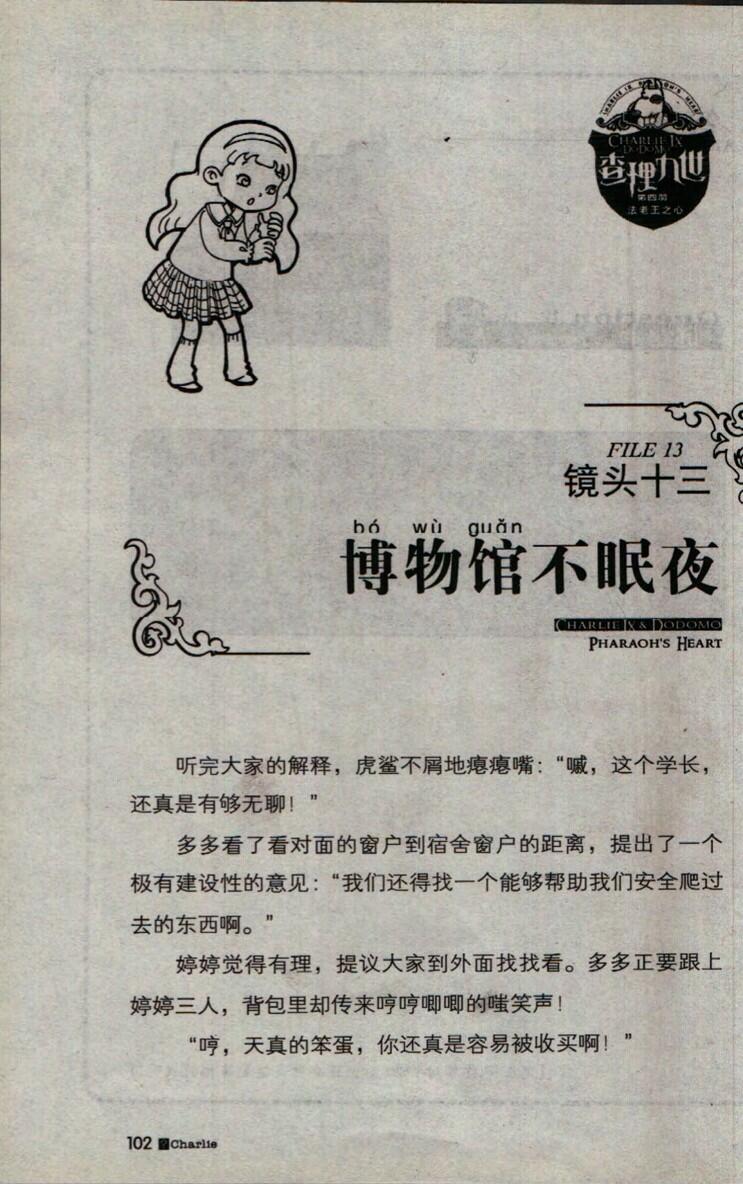 CHARLIE IX
DODOMO
查理九世
第四册
法老王之心
FILE 13
镜头十三
bó wù guǎn
博物馆不眠夜
CHARLIE IX & DODOMO
PHARAOH'S HEART
听完大家的解释，虎鲨不屑地瘪瘪嘴：“嘁，这个学长，
还真是有够无聊！”
多多看了看对面的窗户到宿舍窗户的距离，提出了一个
极有建设性的意见：“我们还得找一个能够帮助我们安全爬过
去的东西啊。”
婷婷觉得有理，提议大家到外面找找看。多多正要跟上
婷婷三人，背包里却传来哼哼唧唧的嗤笑声！
“哼，天真的笨蛋，你还真是容易被收买啊！”
102 Charlie